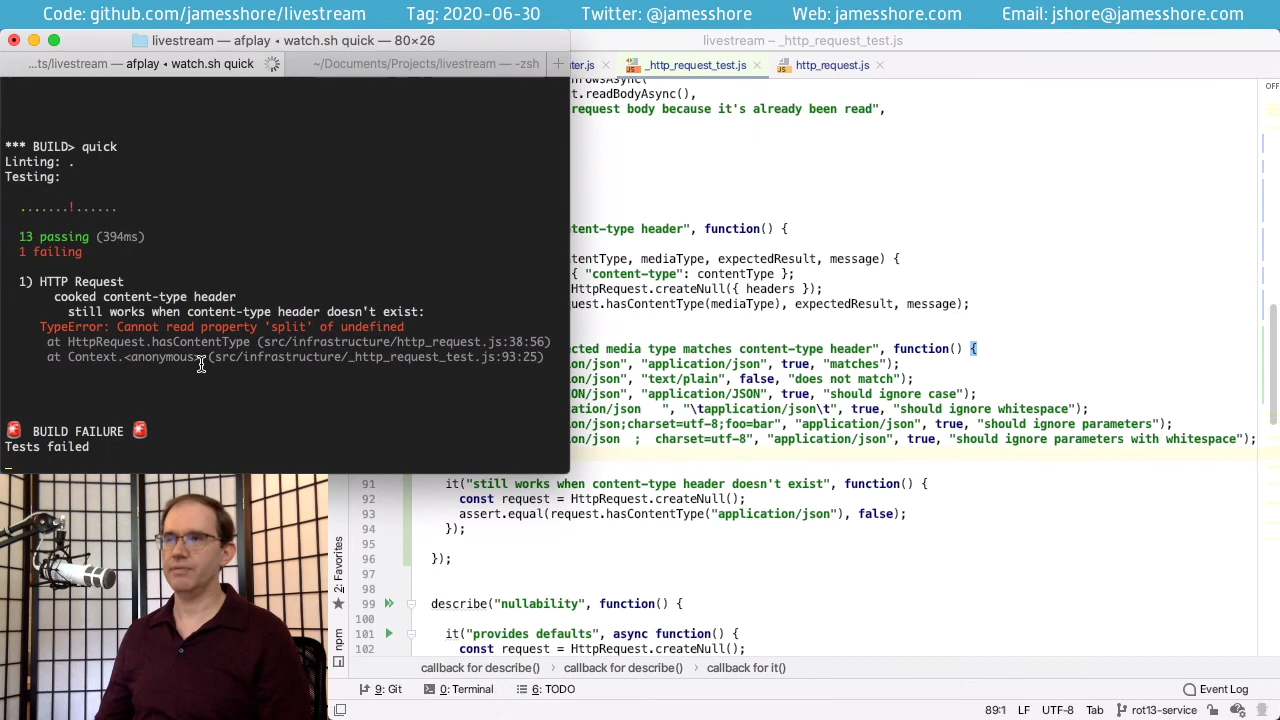 Code: github.com/jamesshore/livestream Tag: 2020-06-30 Twitter: @jamesshore Web: jamesshore.com Email: jshore@jamesshore.com
livestream — afplay ◂ watch.sh quick — 80×26
...ts/livestream — afplay ◂ watch.sh quick
~/Documents/Projects/livestream — -zsh
*** BUILD> quick
Linting: .
Testing:
.......!......
13 passing (394ms)
1 failing
1) HTTP Request
cooked content-type header
still works when content-type header doesn't exist:
TypeError: Cannot read property 'split' of undefined
at HttpRequest.hasContentType (src/infrastructure/http_request.js:38:56)
at Context.<anonymous> (src/infrastructure/_http_request_test.js:93:25)
🚨 BUILD FAILURE 🚨
Tests failed
livestream – _http_request_test.js
ter.js _http_request_test.js http_request.js
OFF
rowsAsync(
t.readBodyAsync(),
request body because it's already been read",
ntent-type header", function() {
tentType, mediaType, expectedResult, message) {
{ "content-type": contentType };
HttpRequest.createNull({ headers });
uest.hasContentType(mediaType), expectedResult, message);
ected media type matches content-type header", function() {
on/json", "application/json", true, "matches");
on/json", "text/plain", false, "does not match");
ON/json", "application/JSON", true, "should ignore case");
ation/json   ", "\tapplication/json\t", true, "should ignore whitespace");
on/json;charset=utf-8;foo=bar", "application/json", true, "should ignore parameters");
on/json  ;  charset=utf-8", "application/json", true, "should ignore parameters with whitespace");
91 it("still works when content-type header doesn't exist", function() {
92 const request = HttpRequest.createNull();
93 assert.equal(request.hasContentType("application/json"), false);
94 });
95
96 });
97
98
99 describe("nullability", function() {
100
101 it("provides defaults", async function() {
102 const request = HttpRequest.createNull();
2: Favorites
npm
callback for describe() › callback for describe() › callback for it()
9: Git 0: Terminal 6: TODO Event Log
89:1 LF UTF-8 Tab rot13-service